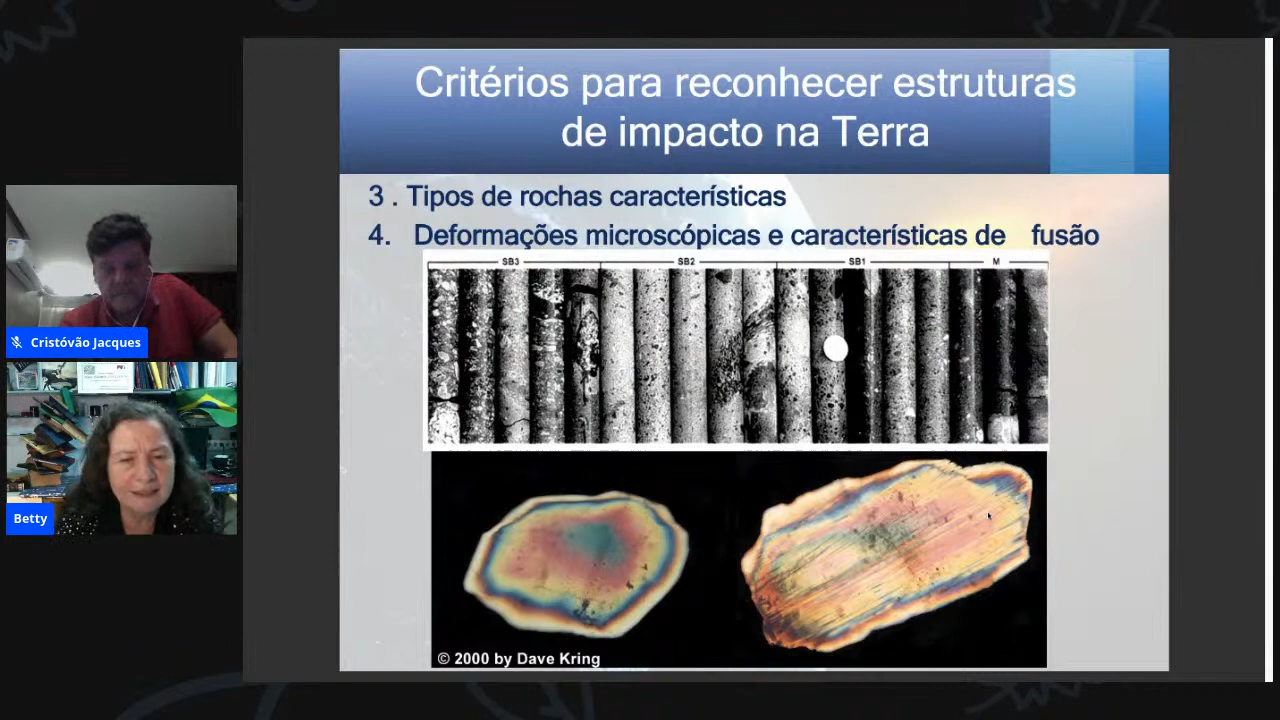 Critérios para reconhecer estruturas
de impacto na Terra
3 . Tipos de rochas características
4. Deformações microscópicas e características de fusão
SB3 SB2 SB1 M
© 2000 by Dave Kring
Cristóvão Jacques
Betty